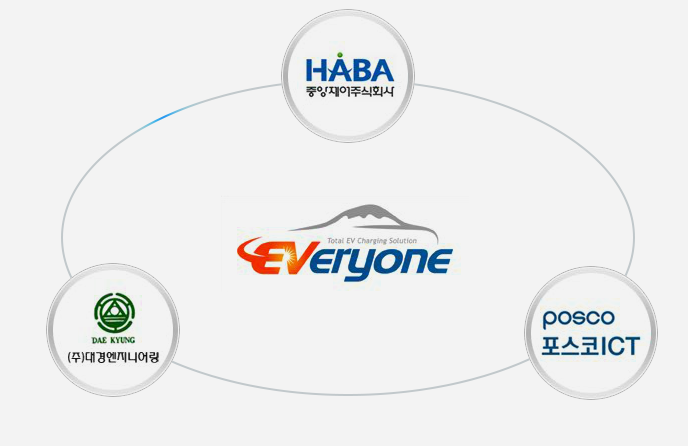 HABA
중앙제어주식회사
Total EV Charging Solution
EVeryone
DAE KYUNG
(주)대경엔지니어링
posco
포스코ICT